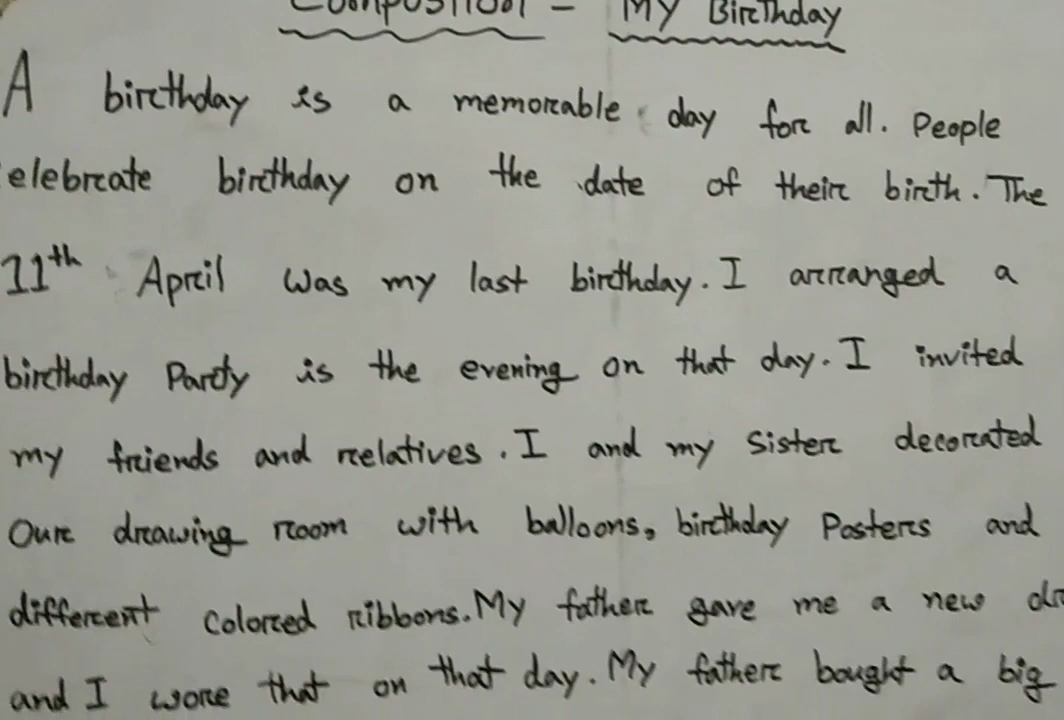 Composition - My Birthday
A birthday is a memorable day for all. People
elebrate birthday on the date of their birth. The
11th April was my last birthday. I arranged a
birthday Party is the evening on that day. I invited
my friends and relatives. I and my sister decorated
Our drawing room with balloons, birthday Posters and
different colored ribbons. My father gave me a new
and I wore that on that day. My father bought a big